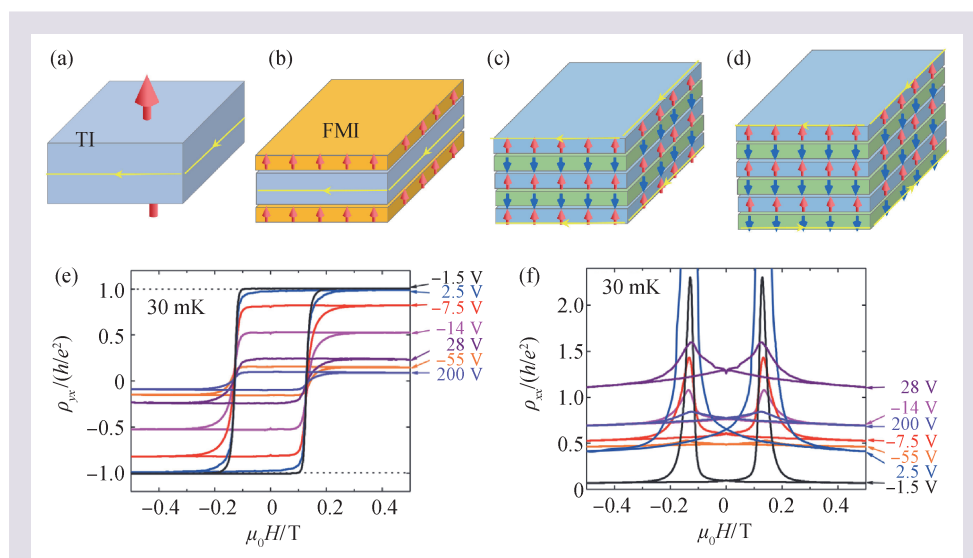 (a)
(b)
(c)
(d)
TI
FMI
(e)
(f)
30 mK
ρyx/(h/e²)
1.0
0.5
0
−0.5
−1.0
−0.4
−0.2
0
0.2
0.4
μ₀H/T
−1.5 V
2.5 V
−7.5 V
−14 V
28 V
−55 V
200 V
30 mK
ρxx/(h/e²)
2.0
1.5
1.0
0.5
0
−0.4
−0.2
0
0.2
0.4
μ₀H/T
28 V
−14 V
200 V
−7.5 V
−55 V
2.5 V
−1.5 V